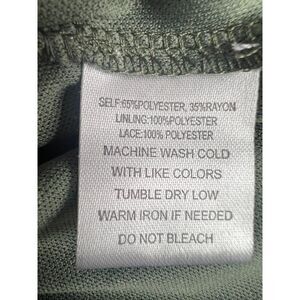 SELF:65%POLYESTER, 35%RAYON
LINLING:100%POLYESTER
LACE:100% POLYESTER
MACHINE WASH COLD
WITH LIKE COLORS
TUMBLE DRY LOW
WARM IRON IF NEEDED
DO NOT BLEACH